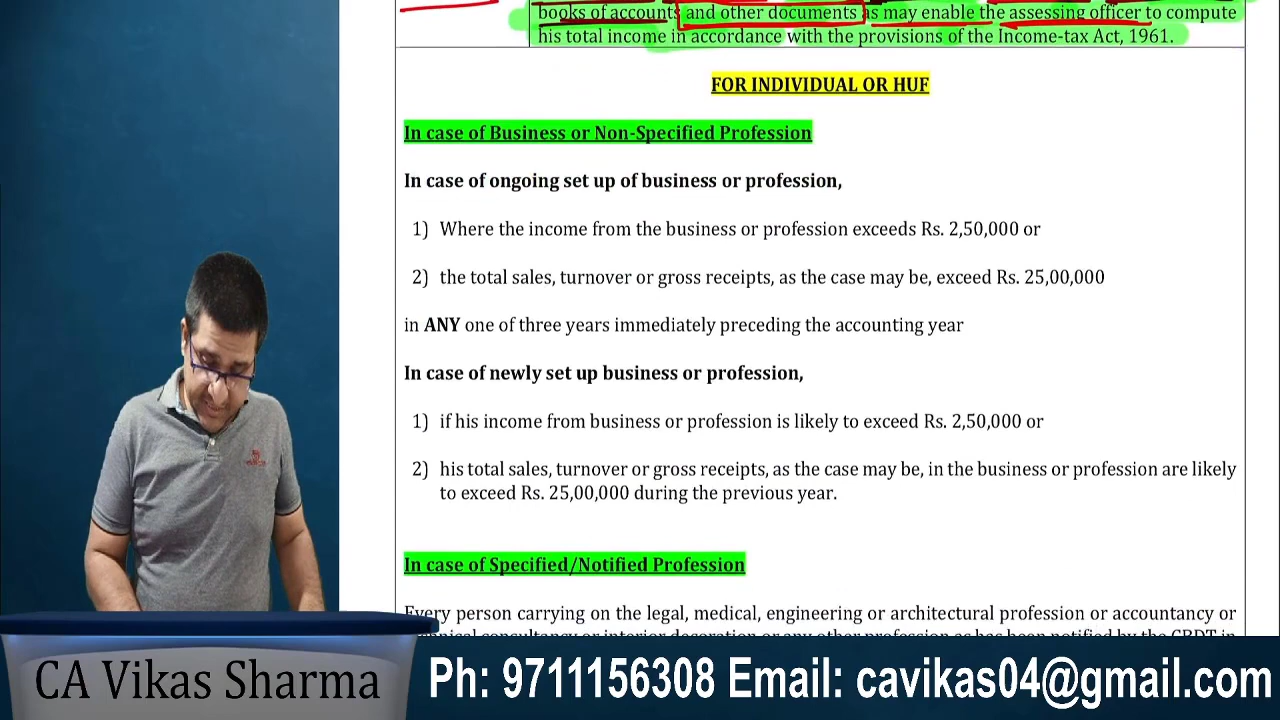 books of accounts and other documents as may enable the assessing officer to compute
his total income in accordance with the provisions of the Income-tax Act, 1961.
FOR INDIVIDUAL OR HUF
In case of Business or Non-Specified Profession
In case of ongoing set up of business or profession,
1) Where the income from the business or profession exceeds Rs. 2,50,000 or
2) the total sales, turnover or gross receipts, as the case may be, exceed Rs. 25,00,000
in ANY one of three years immediately preceding the accounting year
In case of newly set up business or profession,
1) if his income from business or profession is likely to exceed Rs. 2,50,000 or
2) his total sales, turnover or gross receipts, as the case may be, in the business or profession are likely
to exceed Rs. 25,00,000 during the previous year.
In case of Specified/Notified Profession
Every person carrying on the legal, medical, engineering or architectural profession or accountancy or
CA Vikas Sharma
Ph: 9711156308 Email: cavikas04@gmail.com